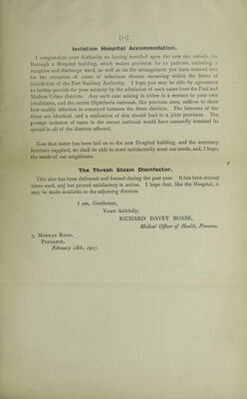 [11]
Isolation Hospital Accommodation.
I congratulate your Authority on having installed upon the new site outside the
Borough a Hospital building, which makes provision for 12 patients, including a
reception and discharge ward, as well as on the arrangement you have entered into
for the reception of cases of infectious disease occurring within the limits of
jurisdiction of the Port Sanitary Authority. I hope you may be able by agreement
to further provide for your security by the admission of such cases from the Paul and
Madron Urban districts. Any such case arising in either is a menace to your own
inhabitants, and the recent Diphtheria outbreak, like previous ones, suffices to show
how readily infection is conveyed between the three districts. The interests of the
three are identical, and a realisation of this should lead to a joint provision. The
prompt isolation of cases in the recent outbreak would have assuredly lessened its
spread in all of the districts affected.
Now that water has been laid on to the new Hospital building, and the necessary
furniture supplied, we shall be able to more satisfactorily meet our needs, and, I hope,
the needs of our neighbours.
The Thresh Steam Disinfector.
This also has been delivered and housed during the past year. It has been several
times used, and has proved satisfactory in action. I hope that, like the Hospital, it
may be made available to the adjoining districts.
I am, Gentlemen,
Yours faithfully,
RICHARD DAVEY BOASE,
Medical Officer of Health, Penzance.
5, Morrab Road,
Penzance,
February 28th, 1907.